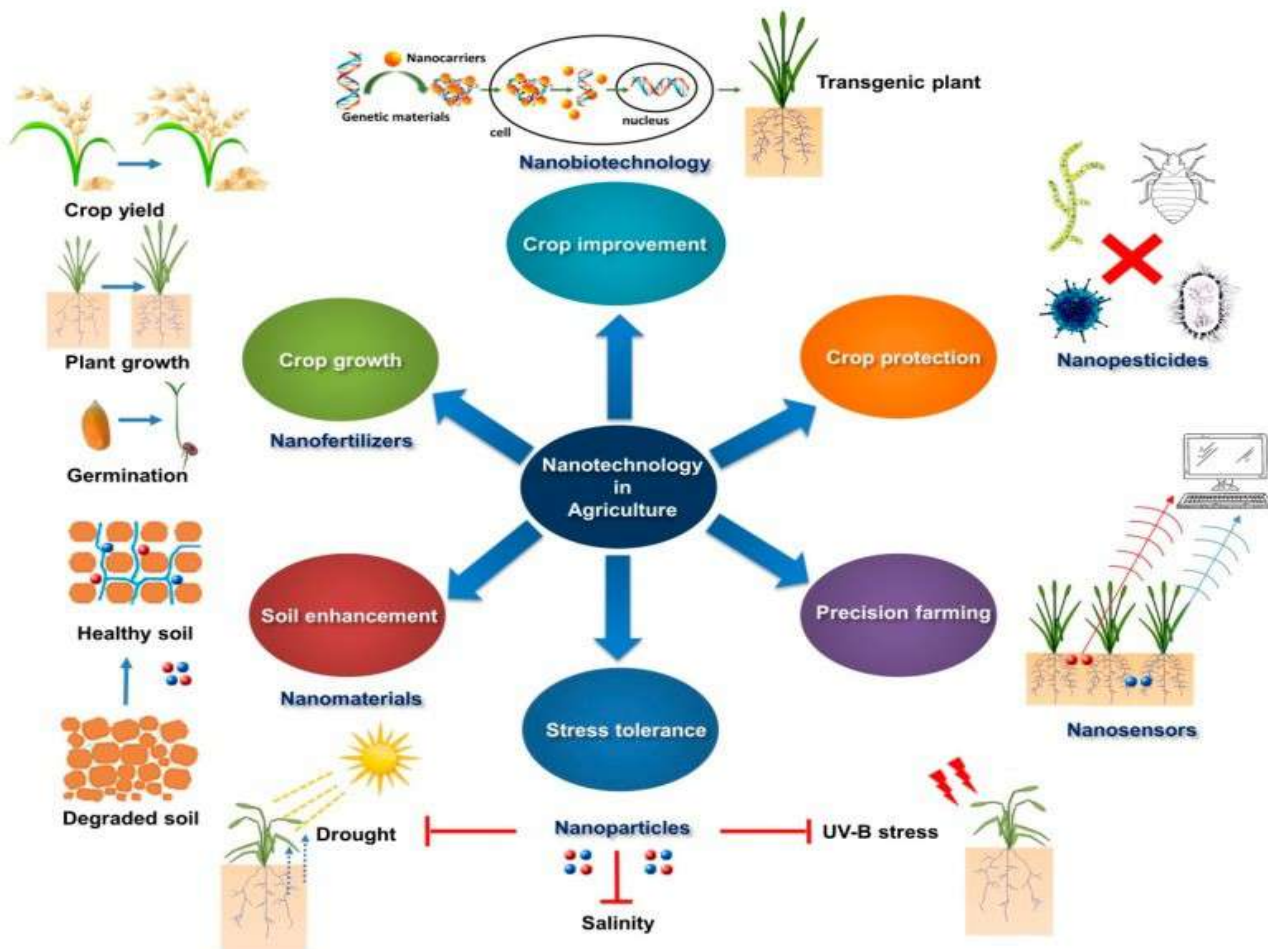 Nanocarriers
Genetic materials
cell
nucleus
Transgenic plant
Nanobiotechnology
Crop improvement
Crop yield
Plant growth
Germination
Crop growth
Nanofertilizers
Crop protection
Nanopesticides
Nanotechnology
in
Agriculture
Healthy soil
Degraded soil
Soil enhancement
Nanomaterials
Precision farming
Nanosensors
Stress tolerance
Drought
Nanoparticles
UV-B stress
Salinity